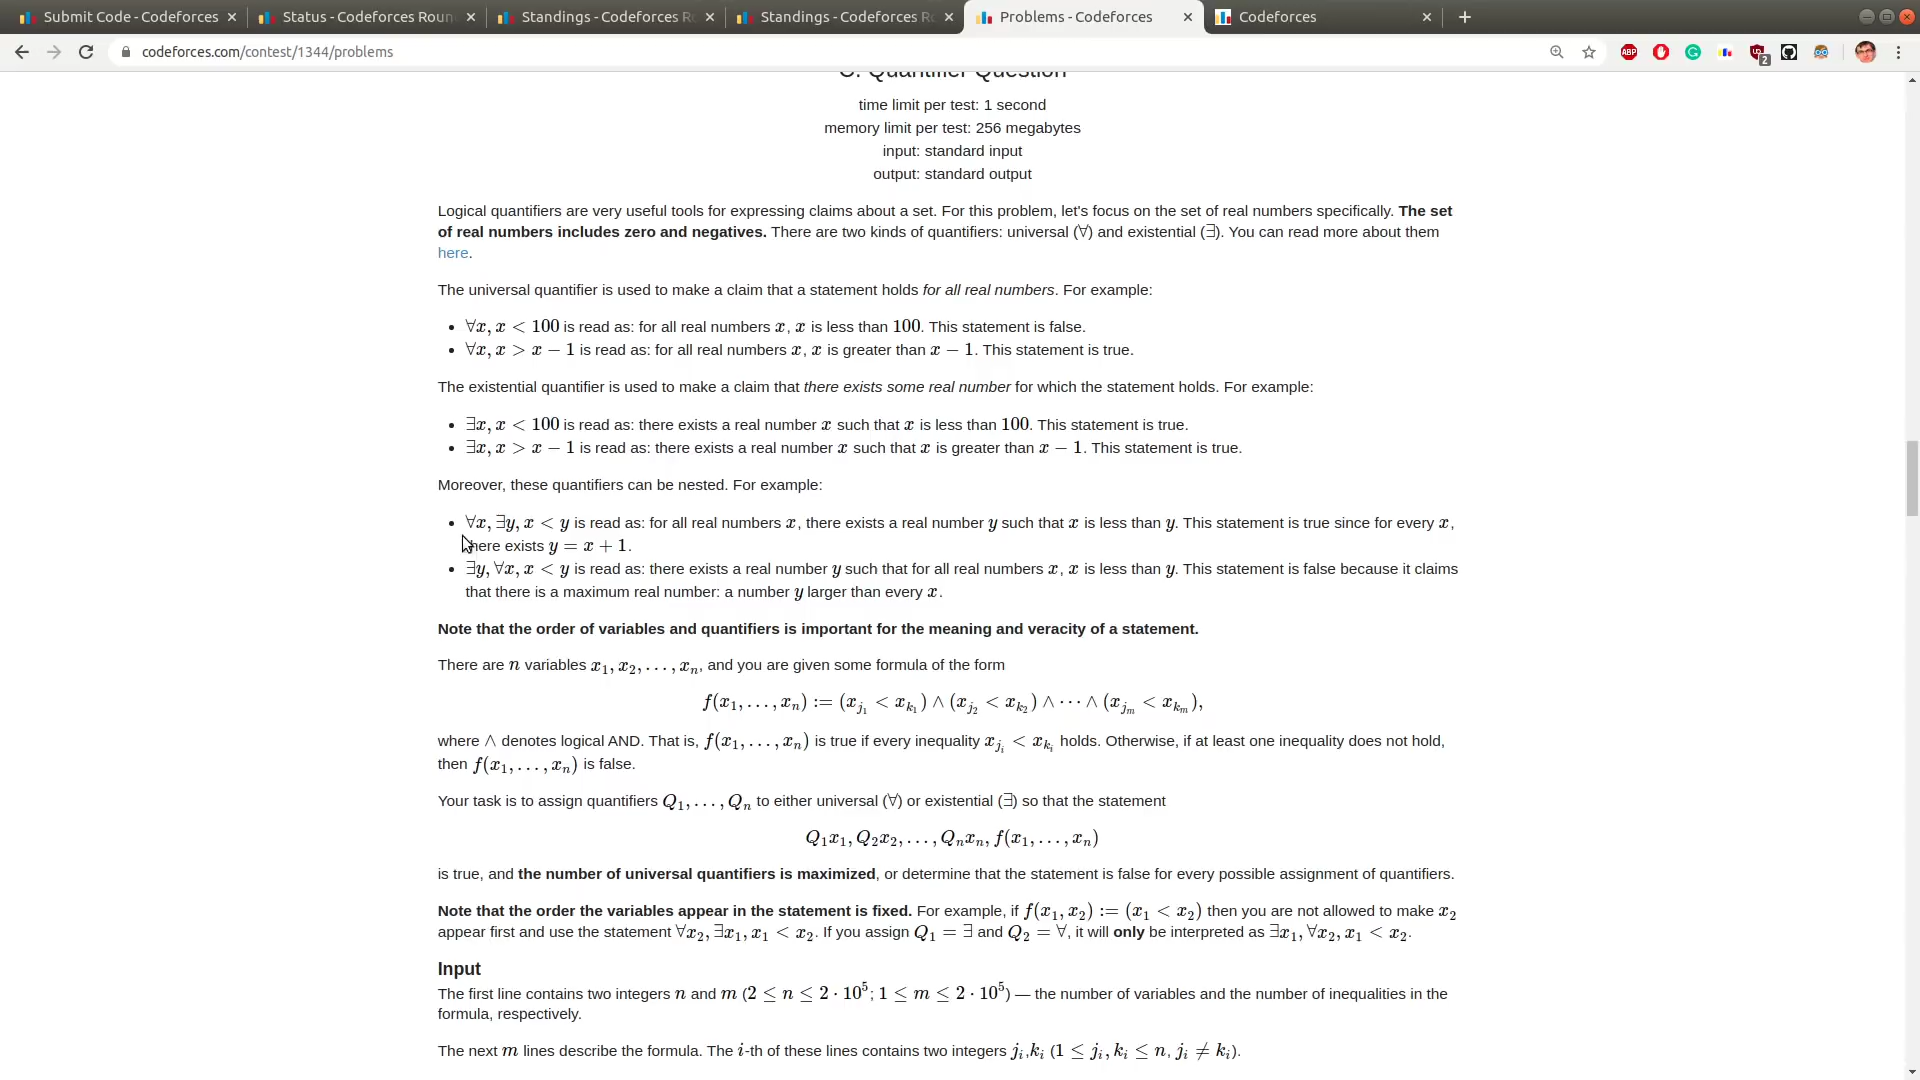 Submit Code - Codeforces
Status - Codeforces Roun
Standings - Codeforces R
Standings - Codeforces R
Problems - Codeforces
Codeforces
codeforces.com/contest/1344/problems
ABP
2
C. Quantifier Question
time limit per test: 1 second
memory limit per test: 256 megabytes
input: standard input
output: standard output
Logical quantifiers are very useful tools for expressing claims about a set. For this problem, let's focus on the set of real numbers specifically. The set
of real numbers includes zero and negatives. There are two kinds of quantifiers: universal (∀) and existential (∃). You can read more about them
here.
The universal quantifier is used to make a claim that a statement holds for all real numbers. For example:
• ∀x, x < 100 is read as: for all real numbers x, x is less than 100. This statement is false.
• ∀x, x > x − 1 is read as: for all real numbers x, x is greater than x − 1. This statement is true.
The existential quantifier is used to make a claim that there exists some real number for which the statement holds. For example:
• ∃x, x < 100 is read as: there exists a real number x such that x is less than 100. This statement is true.
• ∃x, x > x − 1 is read as: there exists a real number x such that x is greater than x − 1. This statement is true.
Moreover, these quantifiers can be nested. For example:
• ∀x, ∃y, x < y is read as: for all real numbers x, there exists a real number y such that x is less than y. This statement is true since for every x,
there exists y = x + 1.
• ∃y, ∀x, x < y is read as: there exists a real number y such that for all real numbers x, x is less than y. This statement is false because it claims
that there is a maximum real number: a number y larger than every x.
Note that the order of variables and quantifiers is important for the meaning and veracity of a statement.
There are n variables x₁, x₂, . . . , xₙ, and you are given some formula of the form
f(x₁, . . . , xₙ) := (x_{j₁} < x_{k₁}) ∧ (x_{j₂} < x_{k₂}) ∧ · · · ∧ (x_{jₘ} < x_{kₘ}),
where ∧ denotes logical AND. That is, f(x₁, . . . , xₙ) is true if every inequality x_{jᵢ} < x_{kᵢ} holds. Otherwise, if at least one inequality does not hold,
then f(x₁, . . . , xₙ) is false.
Your task is to assign quantifiers Q₁, . . . , Qₙ to either universal (∀) or existential (∃) so that the statement
Q₁x₁, Q₂x₂, . . . , Qₙxₙ, f(x₁, . . . , xₙ)
is true, and the number of universal quantifiers is maximized, or determine that the statement is false for every possible assignment of quantifiers.
Note that the order the variables appear in the statement is fixed. For example, if f(x₁, x₂) := (x₁ < x₂) then you are not allowed to make x₂
appear first and use the statement ∀x₂, ∃x₁, x₁ < x₂. If you assign Q₁ = ∃ and Q₂ = ∀, it will only be interpreted as ∃x₁, ∀x₂, x₁ < x₂.
Input
The first line contains two integers n and m (2 ≤ n ≤ 2 · 10⁵; 1 ≤ m ≤ 2 · 10⁵) — the number of variables and the number of inequalities in the
formula, respectively.
The next m lines describe the formula. The i-th of these lines contains two integers jᵢ,kᵢ (1 ≤ jᵢ, kᵢ ≤ n, jᵢ ≠ kᵢ).